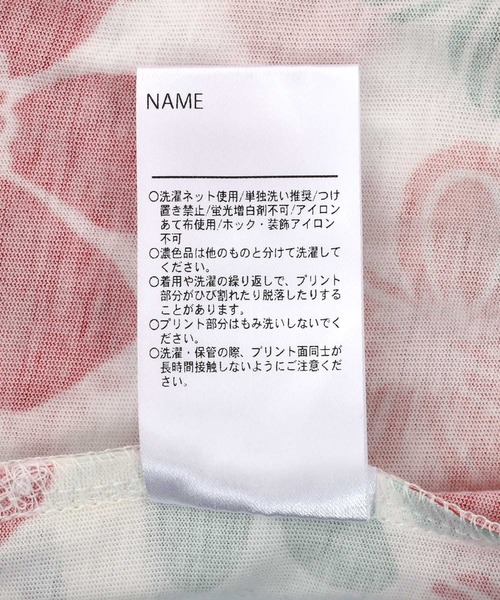 NAME
〇洗濯ネット使用/単独洗い推奨/つけ
置き禁止/蛍光増白剤不可/アイロン
あて布使用/ホック・装飾アイロン
不可
〇濃色品は他のものと分けて洗濯して
ください。
〇着用や洗濯の繰り返しで、プリント
部分がひび割れたり脱落したりする
ことがあります。
〇プリント部分はもみ洗いしないでく
ださい。
〇洗濯・保管の際、プリント面同士が
長時間接触しないようにご注意くだ
さい。